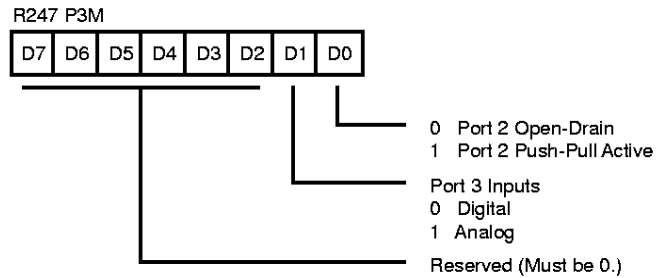 R247 P3M
D7 D6 D5 D4 D3 D2 D1 D0
0 Port 2 Open-Drain
1 Port 2 Push-Pull Active
Port 3 Inputs
0 Digital
1 Analog
Reserved (Must be 0.)